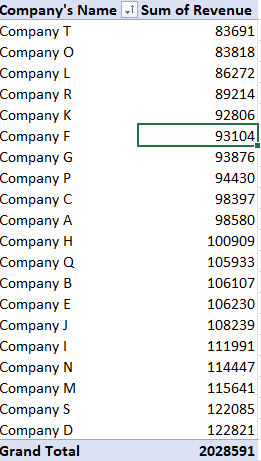 Company's Name Sum of Revenue
Company T 83691
Company O 83818
Company L 86272
Company R 89214
Company K 92806
Company F 93104
Company G 93876
Company P 94430
Company C 98397
Company A 98580
Company H 100909
Company Q 105933
Company B 106107
Company E 106230
Company J 108239
Company I 111991
Company N 114447
Company M 115641
Company S 122085
Company D 122821
Grand Total 2028591